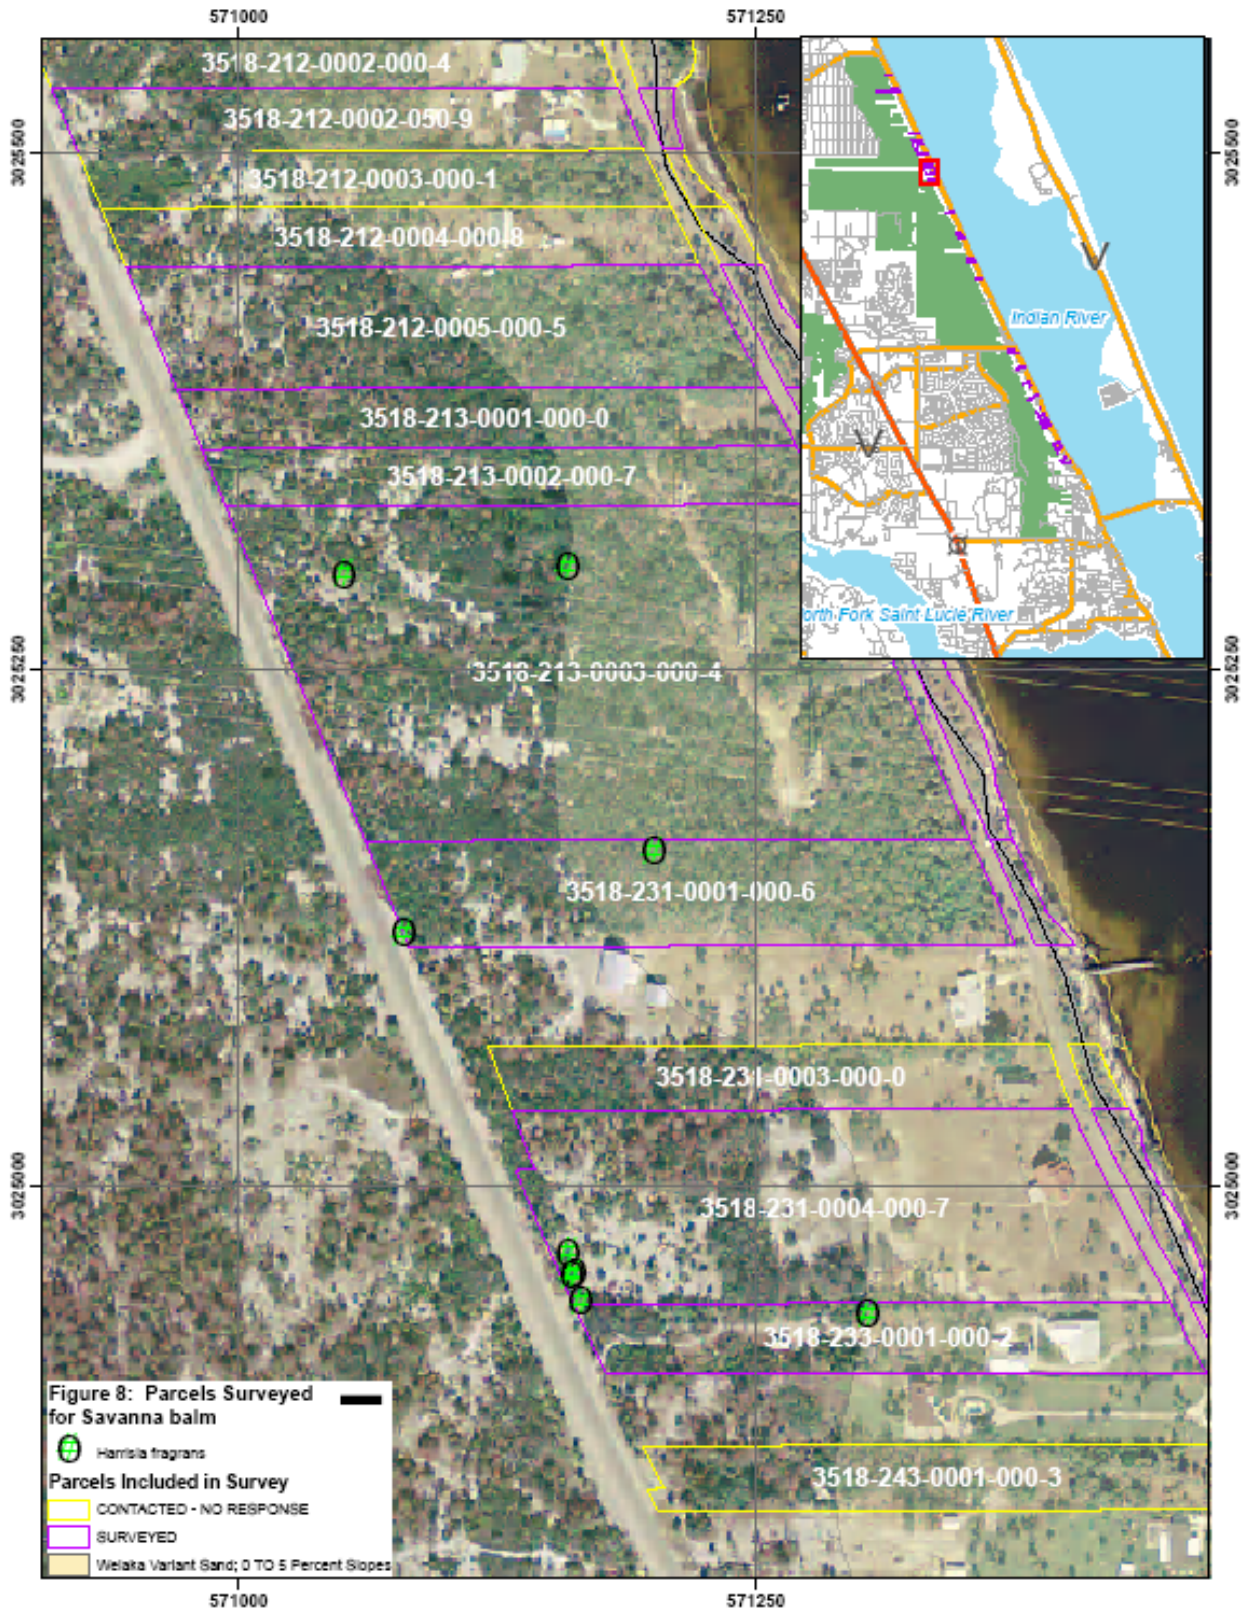 571000
571250
3518-212-0002-000-4
3518-212-0002-050-9
3025500
3025500
3518-212-0003-000-1
3518-212-0004-000-8
Indian River
3518-212-0005-000-5
3518-213-0001-000-0
3518-213-0002-000-7
orth Fork Saint Lucie River
3025250
3025250
3518-213-0003-000-4
3518-231-0001-000-6
3518-231-0003-000-0
3025000
3025000
3518-231-0004-000-7
3518-233-0001-000-2
3518-243-0001-000-3
Figure 8: Parcels Surveyed
for Savanna balm
Harrisia fragrans
Parcels Included in Survey
CONTACTED - NO RESPONSE
SURVEYED
Welaka Variant Sand; 0 TO 5 Percent Slopes
571000
571250